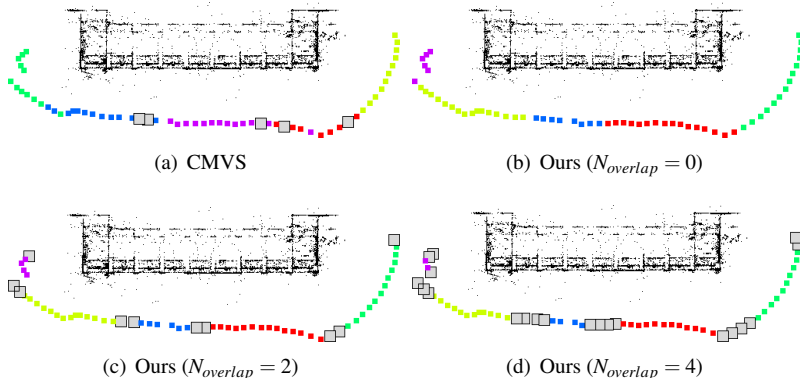 (a) CMVS
(b) Ours (N_overlap = 0)
(c) Ours (N_overlap = 2)
(d) Ours (N_overlap = 4)